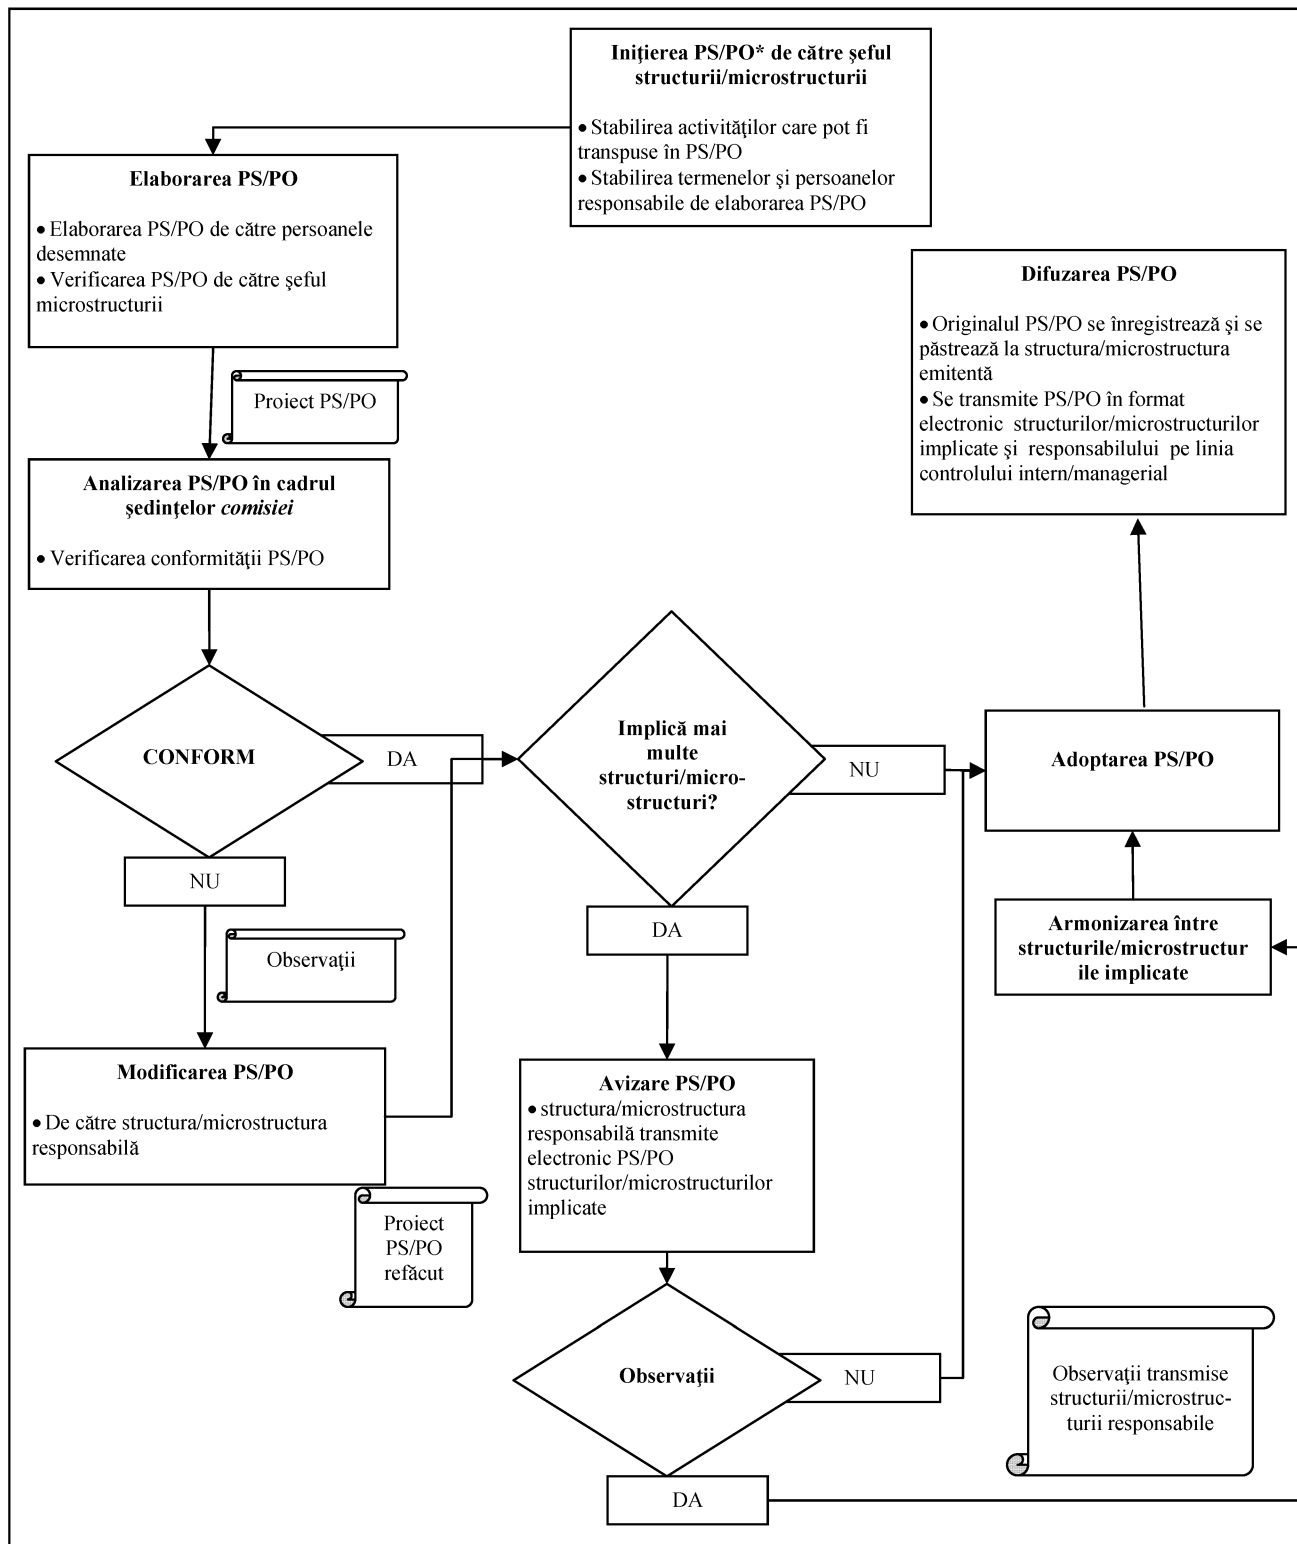 Iniţierea PS/PO* de către şeful
structurii/microstructurii
• Stabilirea activităţilor care pot fi
transpuse în PS/PO
• Stabilirea termenelor şi persoanelor
responsabile de elaborarea PS/PO
Elaborarea PS/PO
• Elaborarea PS/PO de către persoanele
desemnate
• Verificarea PS/PO de către şeful
microstructurii
Proiect PS/PO
Analizarea PS/PO în cadrul
şedinţelor comisiei
• Verificarea conformităţii PS/PO
CONFORM
DA
NU
Observaţii
Modificarea PS/PO
• De către structura/microstructura
responsabilă
Proiect
PS/PO
refăcut
Implică mai
multe
structuri/micro-
structuri?
NU
DA
Avizare PS/PO
• structura/microstructura
responsabilă transmite
electronic PS/PO
structurilor/microstructurilor
implicate
Observaţii
NU
DA
Observaţii transmise
structurii/microstruc-
turii responsabile
Armonizarea între
structurile/microstructur
ile implicate
Adoptarea PS/PO
Difuzarea PS/PO
• Originalul PS/PO se înregistrează şi se
păstrează la structura/microstructura
emitentă
• Se transmite PS/PO în format
electronic structurilor/microstructurilor
implicate şi responsabilului pe linia
controlului intern/managerial